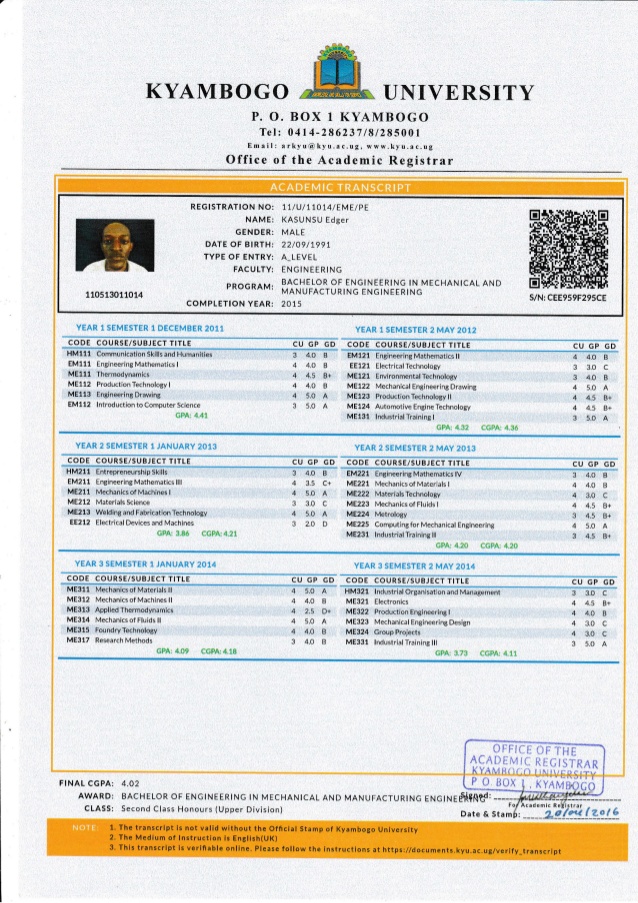 KYAMBOGO UNIVERSITY
P. O. BOX 1 KYAMBOGO
Tel: 0414-286237/8/285001
Email: arkyu@kyu.ac.ug, www.kyu.ac.ug
Office of the Academic Registrar
ACADEMIC TRANSCRIPT
REGISTRATION NO: 11/U/11014/EME/PE
NAME: KASUNSU Edger
GENDER: MALE
DATE OF BIRTH: 22/09/1991
TYPE OF ENTRY: A_LEVEL
FACULTY: ENGINEERING
PROGRAM: BACHELOR OF ENGINEERING IN MECHANICAL AND
MANUFACTURING ENGINEERING
COMPLETION YEAR: 2015
110513011014
S/N: CEE959F295CE
YEAR 1 SEMESTER 1 DECEMBER 2011
CODE COURSE/SUBJECT TITLE CU GP GD
HM111 Communication Skills and Humanities 3 4.0 B
EM111 Engineering Mathematics I 4 4.0 B
ME111 Thermodynamics 4 4.5 B+
ME112 Production Technology I 4 4.0 B
ME113 Engineering Drawing 4 5.0 A
EM112 Introduction to Computer Science 3 5.0 A
GPA: 4.41
YEAR 1 SEMESTER 2 MAY 2012
CODE COURSE/SUBJECT TITLE CU GP GD
EM121 Engineering Mathematics II 4 4.0 B
EE121 Electrical Technology 3 3.0 C
ME121 Environmental Technology 3 4.0 B
ME122 Mechanical Engineering Drawing 4 5.0 A
ME123 Production Technology II 4 4.5 B+
ME124 Automotive Engine Technology 4 4.5 B+
ME131 Industrial Training I 3 5.0 A
GPA: 4.32 CGPA: 4.36
YEAR 2 SEMESTER 1 JANUARY 2013
CODE COURSE/SUBJECT TITLE CU GP GD
HM211 Entrepreneurship Skills 3 4.0 B
EM211 Engineering Mathematics III 4 3.5 C+
ME211 Mechanics of Machines I 4 5.0 A
ME212 Materials Science 3 3.0 C
ME213 Welding and Fabrication Technology 4 5.0 A
EE212 Electrical Devices and Machines 3 2.0 D
GPA: 3.86 CGPA: 4.21
YEAR 2 SEMESTER 2 MAY 2013
CODE COURSE/SUBJECT TITLE CU GP GD
EM221 Engineering Mathematics IV 3 4.0 B
ME221 Mechanics of Materials I 4 4.0 B
ME222 Materials Technology 4 3.0 C
ME223 Mechanics of Fluids I 4 4.5 B+
ME224 Metrology 3 4.5 B+
ME225 Computing for Mechanical Engineering 4 5.0 A
ME231 Industrial Training II 3 4.5 B+
GPA: 4.20 CGPA: 4.20
YEAR 3 SEMESTER 1 JANUARY 2014
CODE COURSE/SUBJECT TITLE CU GP GD
ME311 Mechanics of Materials II 4 5.0 A
ME312 Mechanics of Machines II 4 4.0 B
ME313 Applied Thermodynamics 4 2.5 D+
ME314 Mechanics of Fluids II 4 5.0 A
ME315 Foundry Technology 4 4.0 B
ME317 Research Methods 3 4.0 B
GPA: 4.09 CGPA: 4.18
YEAR 3 SEMESTER 2 MAY 2014
CODE COURSE/SUBJECT TITLE CU GP GD
HM321 Industrial Organisation and Management 3 3.0 C
ME321 Electronics 4 4.5 B+
ME322 Production Engineering I 4 4.0 B
ME323 Mechanical Engineering Design 4 3.0 C
ME324 Group Projects 4 3.0 C
ME331 Industrial Training III 3 5.0 A
GPA: 3.73 CGPA: 4.11
OFFICE OF THE
ACADEMIC REGISTRAR
KYAMBOGO UNIVERSITY
P O. BOX 1, KYAMBOGO
FINAL CGPA: 4.02
AWARD: BACHELOR OF ENGINEERING IN MECHANICAL AND MANUFACTURING ENGINEERING
Signed:
For Academic Registrar
CLASS: Second Class Honours (Upper Division)
Date & Stamp: 20/04/2016
NOTE: 1. The transcript is not valid without the Official Stamp of Kyambogo University
2. The Medium of Instruction is English(UK)
3. This transcript is verifiable online. Please follow the instructions at https://documents.kyu.ac.ug/verify_transcript